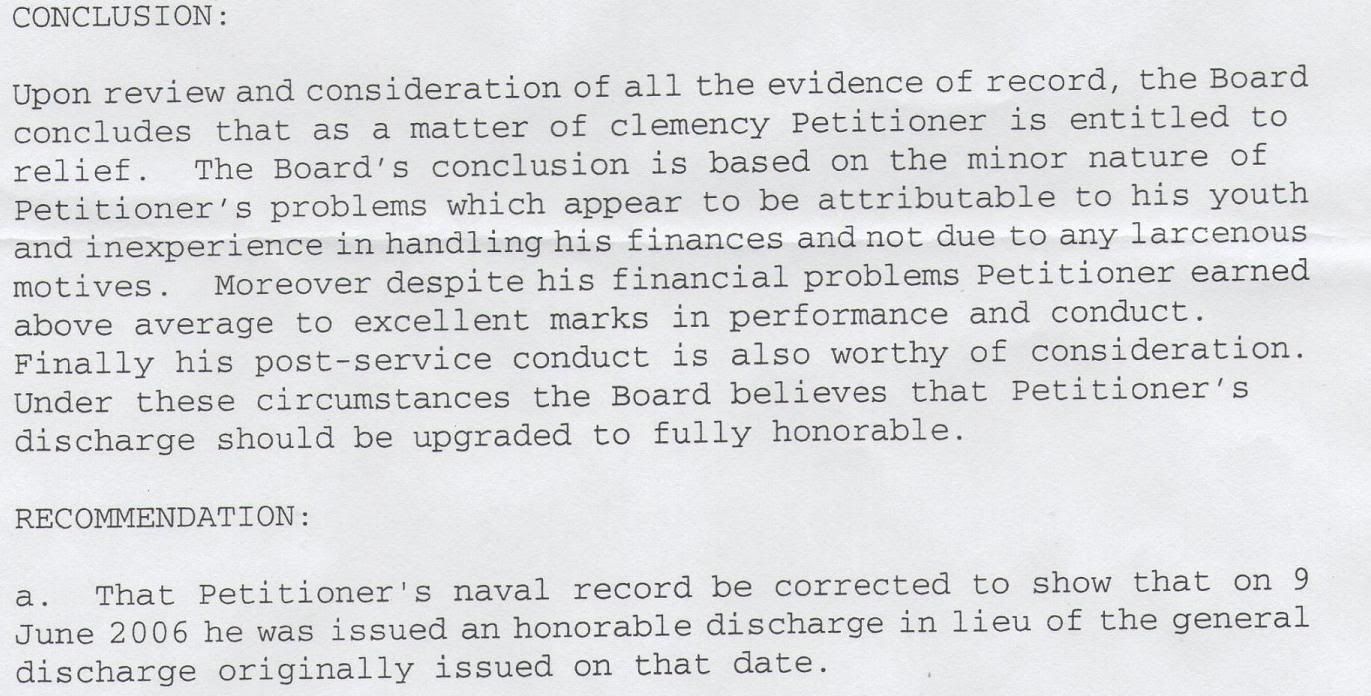 CONCLUSION:
Upon review and consideration of all the evidence of record, the Board
concludes that as a matter of clemency Petitioner is entitled to
relief. The Board's conclusion is based on the minor nature of
Petitioner's problems which appear to be attributable to his youth
and inexperience in handling his finances and not due to any larcenous
motives. Moreover despite his financial problems Petitioner earned
above average to excellent marks in performance and conduct.
Finally his post-service conduct is also worthy of consideration.
Under these circumstances the Board believes that Petitioner's
discharge should be upgraded to fully honorable.
RECOMMENDATION:
a. That Petitioner's naval record be corrected to show that on 9
June 2006 he was issued an honorable discharge in lieu of the general
discharge originally issued on that date.